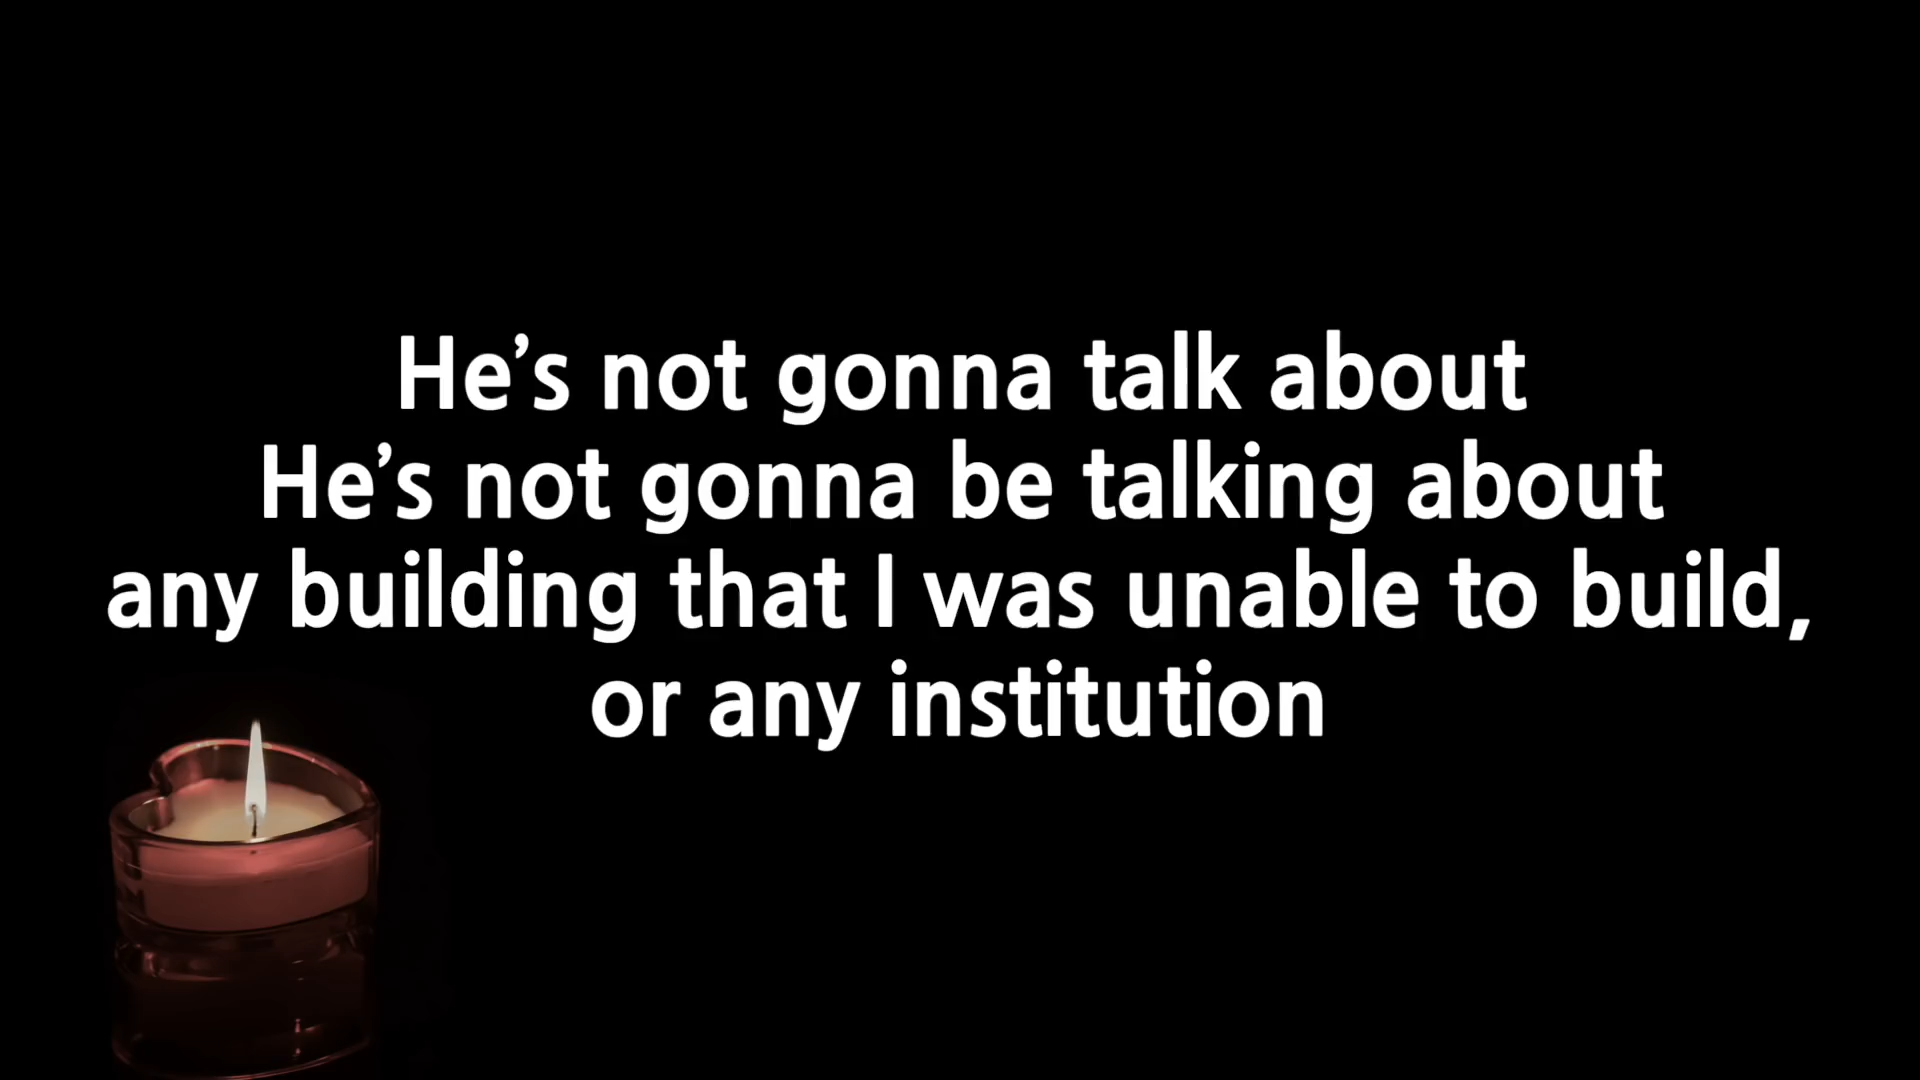 He’s not gonna talk about
He’s not gonna be talking about
any building that I was unable to build,
or any institution